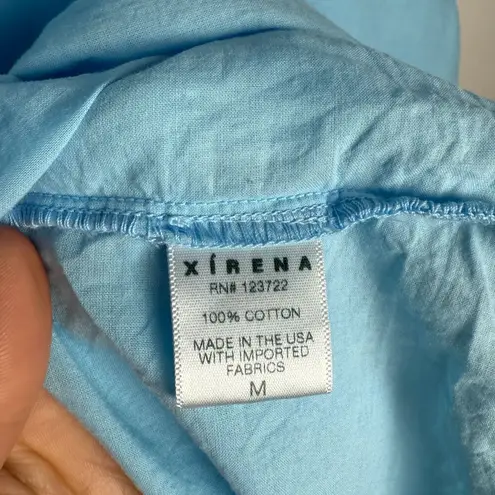 XÍRENA
RN# 123722
100% COTTON
MADE IN THE USA
WITH IMPORTED
FABRICS
M